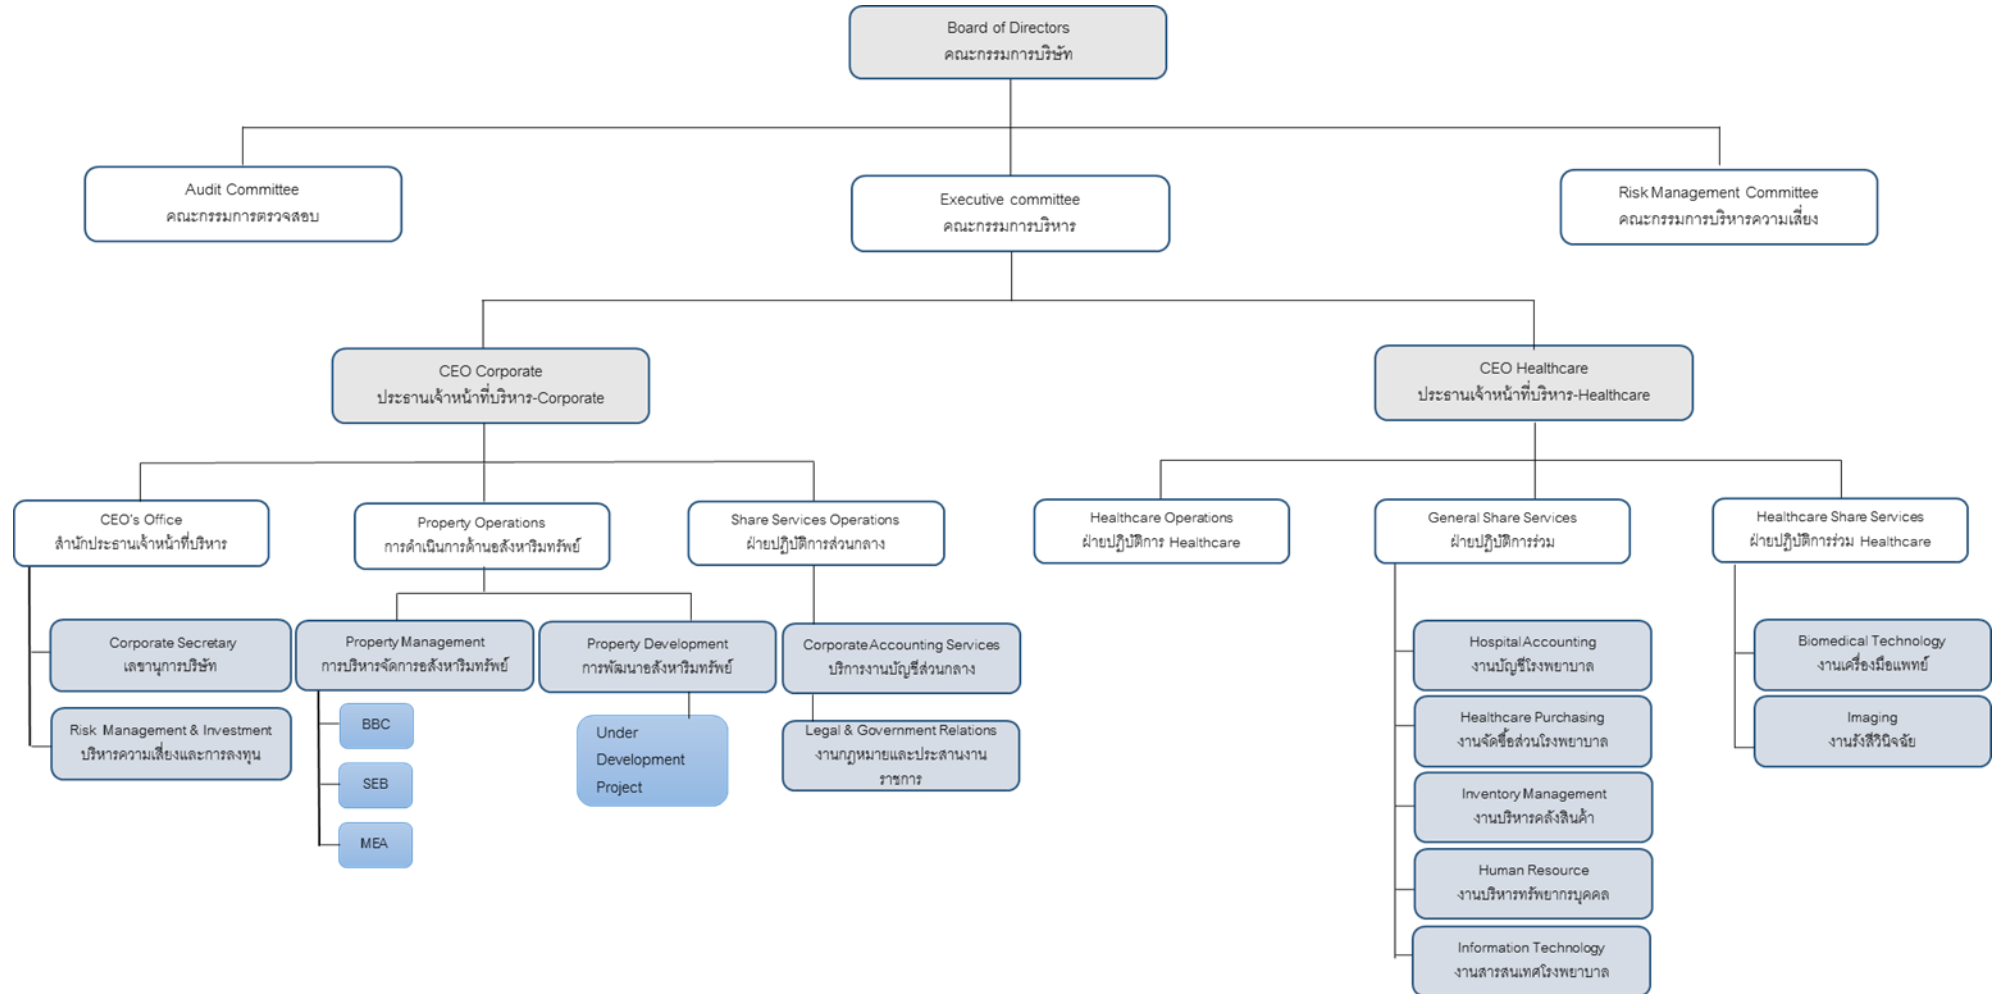 Board of Directors
คณะกรรมการบริษัท
Audit Committee
คณะกรรมการตรวจสอบ
Executive committee
คณะกรรมการบริหาร
Risk Management Committee
คณะกรรมการบริหารความเสี่ยง
CEO Corporate
ประธานเจ้าหน้าที่บริหาร-Corporate
CEO Healthcare
ประธานเจ้าหน้าที่บริหาร-Healthcare
CEO's Office
สำนักประธานเจ้าหน้าที่บริหาร
Property Operations
การดำเนินการด้านอสังหาริมทรัพย์
Share Services Operations
ฝ่ายปฏิบัติการส่วนกลาง
Healthcare Operations
ฝ่ายปฏิบัติการ Healthcare
General Share Services
ฝ่ายปฏิบัติการร่วม
Healthcare Share Services
ฝ่ายปฏิบัติการร่วม Healthcare
Corporate Secretary
เลขานุการบริษัท
Risk Management & Investment
บริหารความเสี่ยงและการลงทุน
Property Management
การบริหารจัดการอสังหาริมทรัพย์
BBC
SEB
MEA
Property Development
การพัฒนาอสังหาริมทรัพย์
Under
Development
Project
Corporate Accounting Services
บริการงานบัญชีส่วนกลาง
Legal & Government Relations
งานกฎหมายและประสานงาน
ราชการ
Hospital Accounting
งานบัญชีโรงพยาบาล
Healthcare Purchasing
งานจัดซื้อส่วนโรงพยาบาล
Inventory Management
งานบริหารคลังสินค้า
Human Resource
งานบริหารทรัพยากรบุคคล
Information Technology
งานสารสนเทศโรงพยาบาล
Biomedical Technology
งานเครื่องมือแพทย์
Imaging
งานรังสีวินิจฉัย